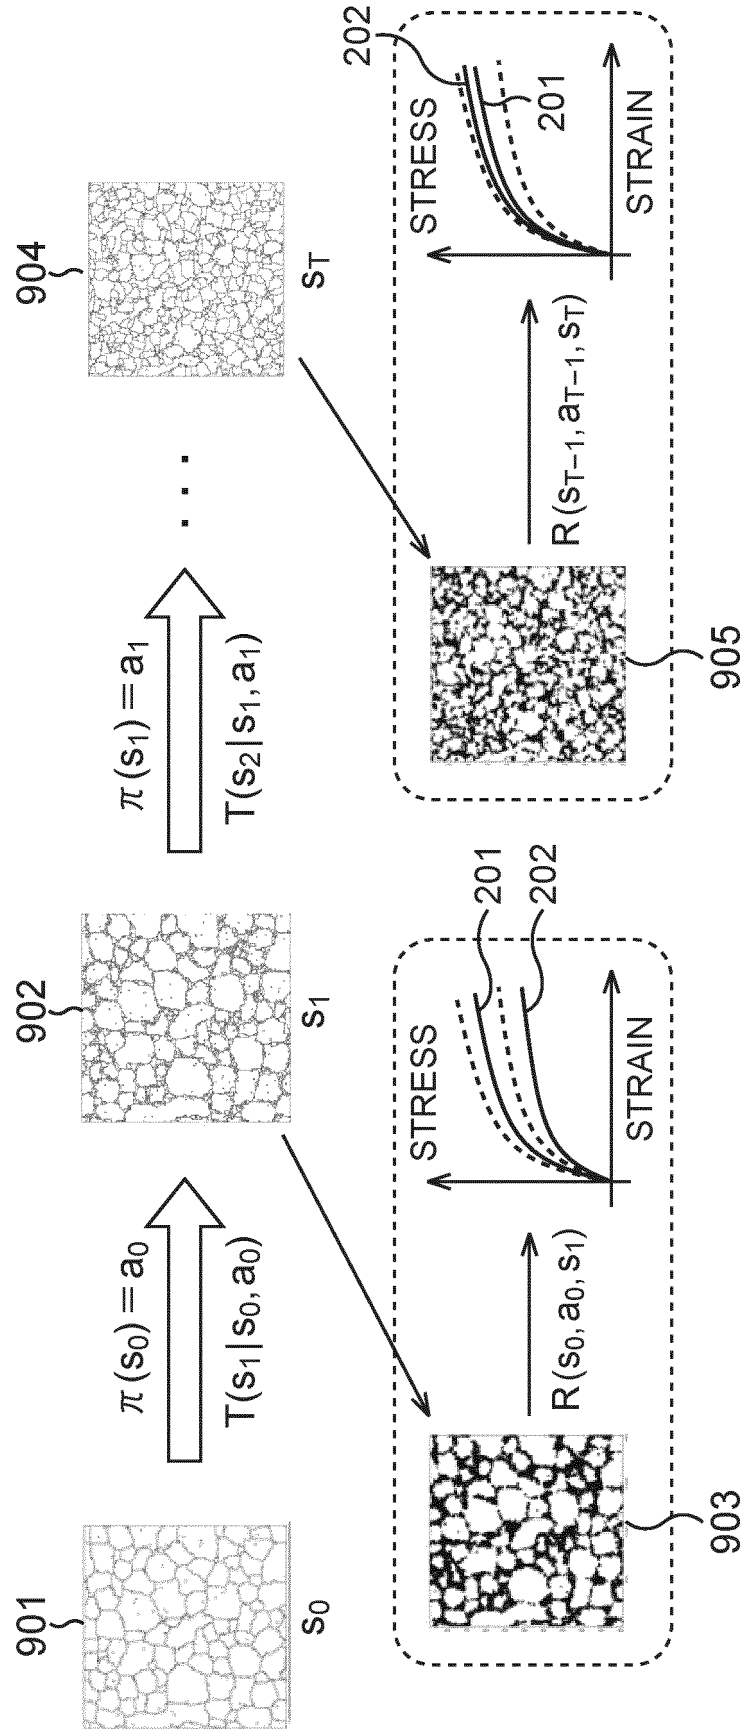 901
s0
π(s0)=a0
T(s1|s0,a0)
902
s1
π(s1)=a1
T(s2|s1,a1)
. . .
904
sT
903
R(s0,a0,s1)
STRESS
STRAIN
201
202
905
R(sT−1,aT−1,sT)
STRESS
STRAIN
202
201